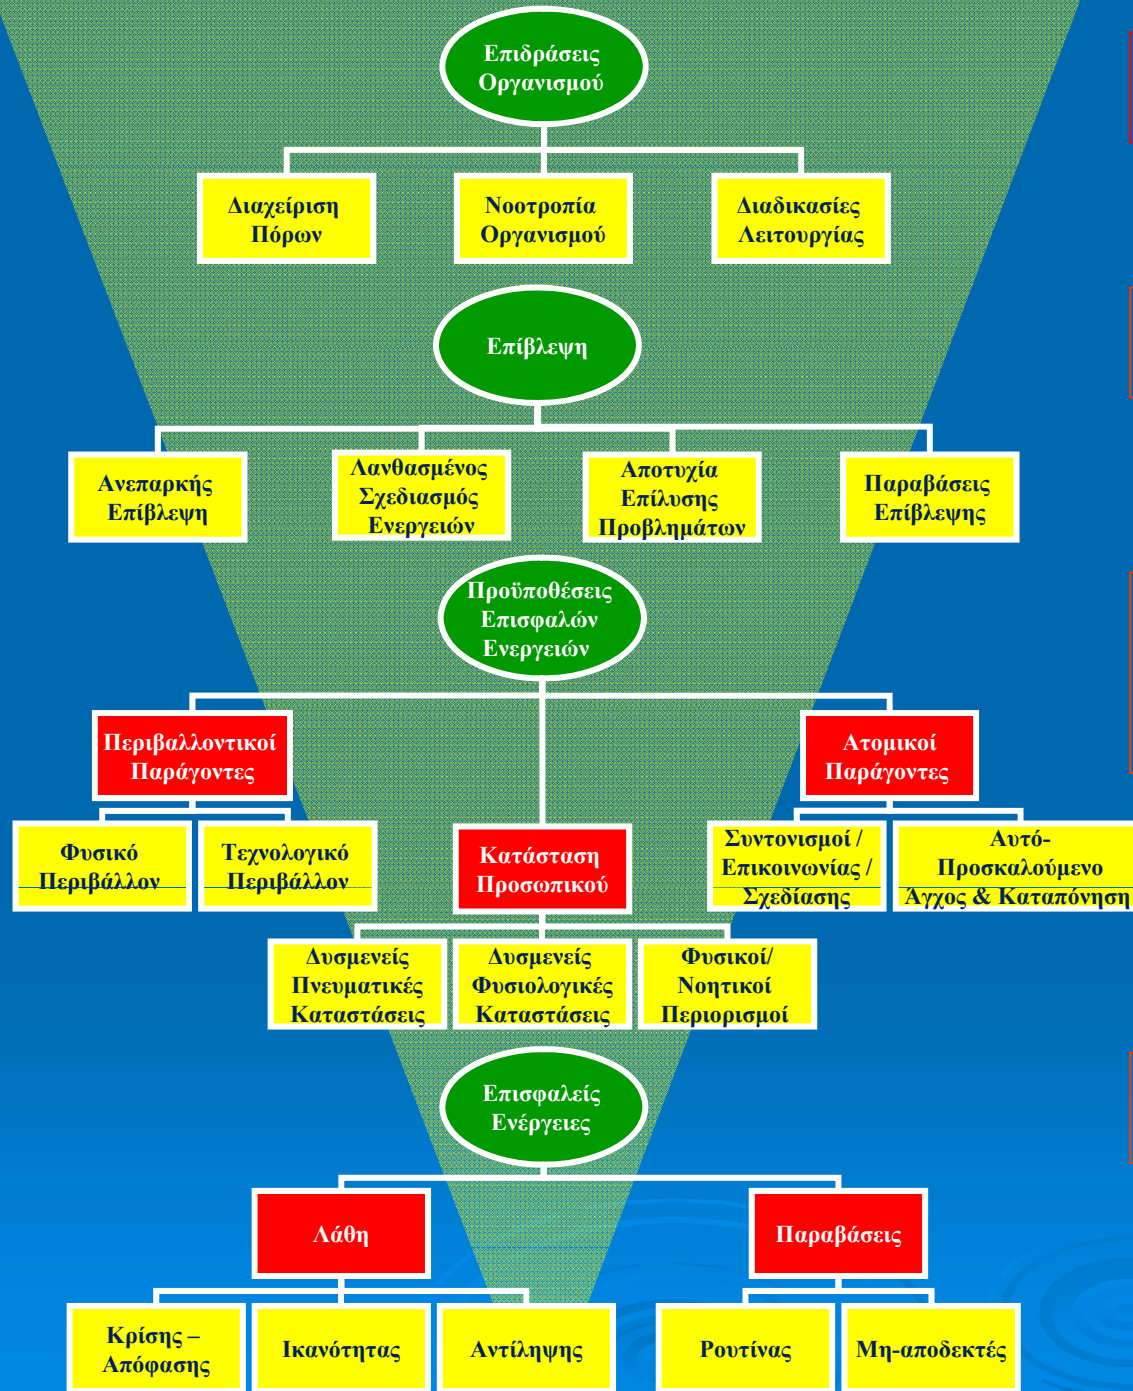 Επιδράσεις
Οργανισμού
Διαχείριση
Πόρων
Νοοτροπία
Οργανισμού
Διαδικασίες
Λειτουργίας
Επίβλεψη
Ανεπαρκής
Επίβλεψη
Λανθασμένος
Σχεδιασμός
Ενεργειών
Αποτυχία
Επίλυσης
Προβλημάτων
Παραβάσεις
Επίβλεψης
Προϋποθέσεις
Επισφαλών
Ενεργειών
Περιβαλλοντικοί
Παράγοντες
Ατομικοί
Παράγοντες
Φυσικό
Περιβάλλον
Τεχνολογικό
Περιβάλλον
Κατάσταση
Προσωπικού
Συντονισμοί /
Επικοινωνίας /
Σχεδίασης
Αυτό-
Προσκαλούμενο
Άγχος & Καταπόνηση
Δυσμενείς
Πνευματικές
Καταστάσεις
Δυσμενείς
Φυσιολογικές
Καταστάσεις
Φυσικοί/
Νοητικοί
Περιορισμοί
Επισφαλείς
Ενέργειες
Λάθη
Παραβάσεις
Κρίσης –
Απόφασης
Ικανότητας
Αντίληψης
Ρουτίνας
Μη-αποδεκτές